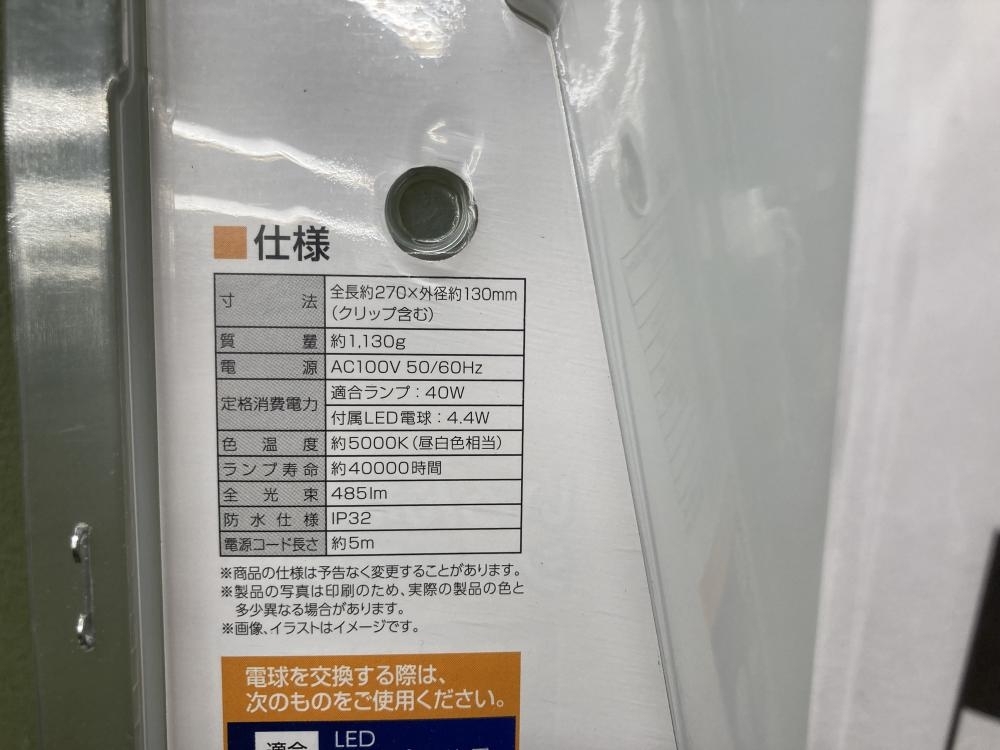 ■仕様
寸法 全長約270×外径約130mm
（クリップ含む）
質量 約1,130g
電源 AC100V 50/60Hz
定格消費電力 適合ランプ：40W
付属LED電球：4.4W
色温度 約5000K（昼白色相当）
ランプ寿命 約40000時間
全光束 485lm
防水仕様 IP32
電源コード長さ 約5m
※商品の仕様は予告なく変更することがあります。
※製品の写真は印刷のため、実際の製品の色と
多少異なる場合があります。
※画像、イラストはイメージです。
電球を交換する際は、
次のものをご使用ください。
適合 LED